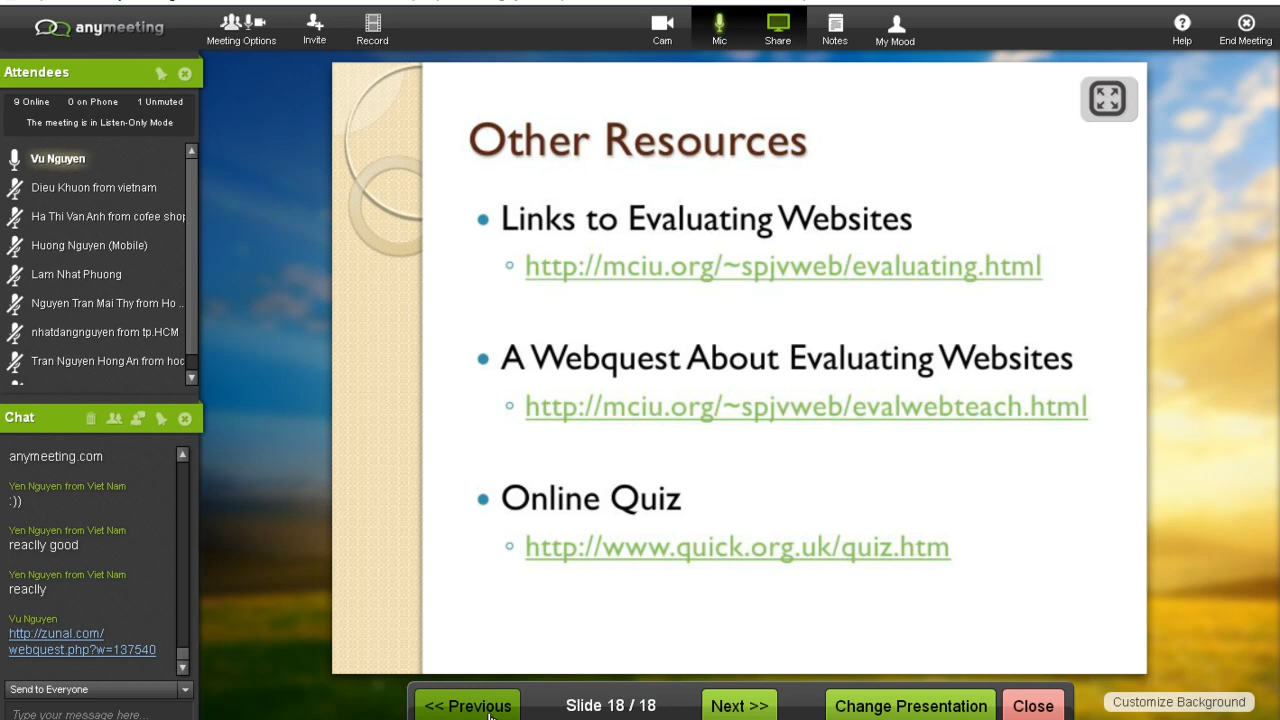 anymeeting
Meeting Options
Invite
Record
Cam
Mic
Share
Notes
My Mood
Help
End Meeting
Attendees
9 Online 0 on Phone 1 Unmuted
The meeting is in Listen-Only Mode
Vu Nguyen
Dieu Khuon from vietnam
Ha Thi Van Anh from cofee shop
Huong Nguyen (Mobile)
Lam Nhat Phuong
Nguyen Tran Mai Thy from Ho ..
nhatdangnguyen from tp.HCM
Tran Nguyen Hong An from hoc
Chat
anymeeting.com
Yen Nguyen from Viet Nam
:))
Yen Nguyen from Viet Nam
reaclly good
Yen Nguyen from Viet Nam
reaclly
Vu Nguyen
http://zunal.com/
webquest.php?w=137540
Send to Everyone
Type your message here...
Other Resources
• Links to Evaluating Websites
◦ http://mciu.org/~spjvweb/evaluating.html
• A Webquest About Evaluating Websites
◦ http://mciu.org/~spjvweb/evalwebteach.html
• Online Quiz
◦ http://www.quick.org.uk/quiz.htm
<< Previous
Slide 18 / 18
Next >>
Change Presentation
Close
Customize Background